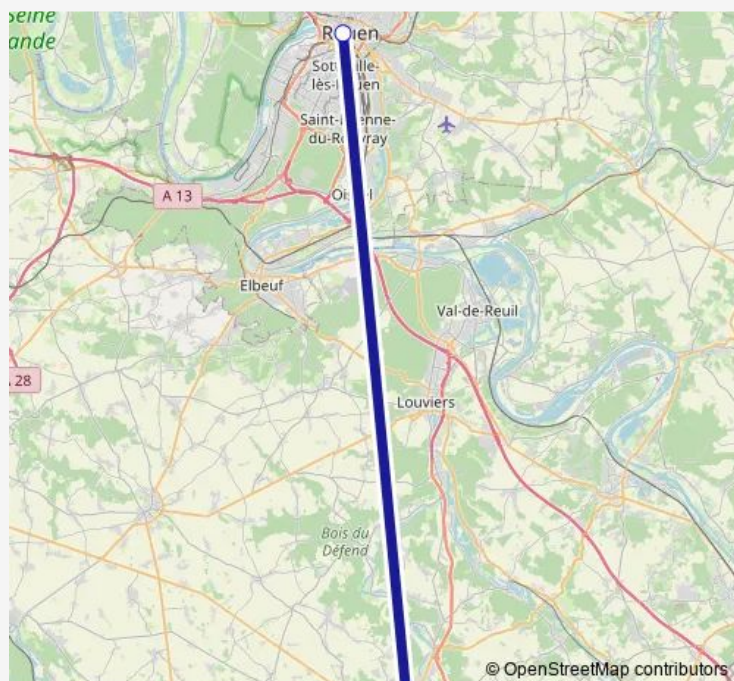 Seine
ande
Rouen
Sotteville-
lès-Rouen
Saint-Étienne-
du-Rouvray
A 13
Oissel
Elbeuf
Val-de-Reuil
28
Louviers
Bois du
Défend
© OpenStreetMap contributors